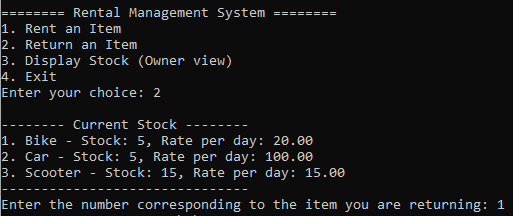 ======== Rental Management System ========
1. Rent an Item
2. Return an Item
3. Display Stock (Owner view)
4. Exit
Enter your choice: 2
-------- Current Stock --------
1. Bike - Stock: 5, Rate per day: 20.00
2. Car - Stock: 5, Rate per day: 100.00
3. Scooter - Stock: 15, Rate per day: 15.00
-------------------------------
Enter the number corresponding to the item you are returning: 1